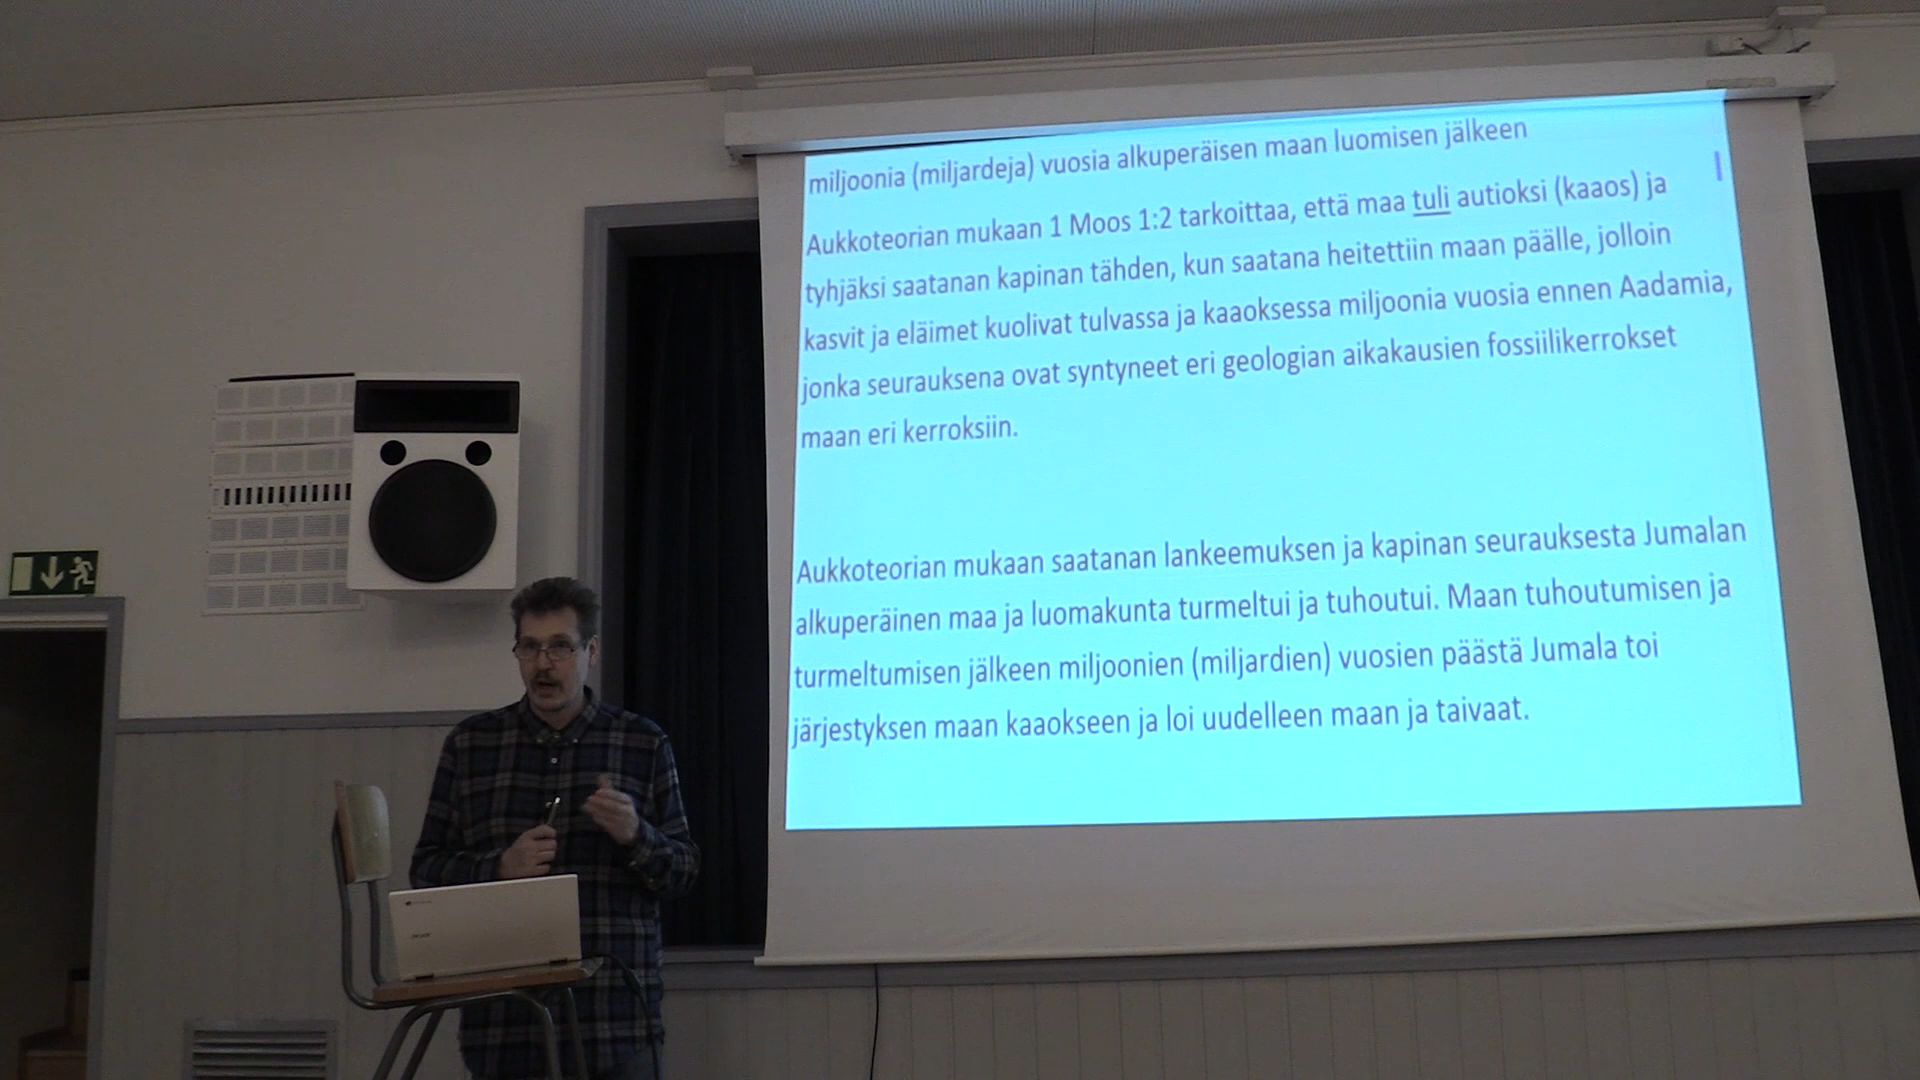 miljoonia (miljardeja) vuosia alkuperäisen maan luomisen jälkeen
Aukkoteorian mukaan 1 Moos 1:2 tarkoittaa, että maa tuli autioksi (kaaos) ja
tyhjäksi saatanan kapinan tähden, kun saatana heitettiin maan päälle, jolloin
kasvit ja eläimet kuolivat tulvassa ja kaaoksessa miljoonia vuosia ennen Aadamia,
jonka seurauksena ovat syntyneet eri geologian aikakausien fossiilikerrokset
maan eri kerroksiin.
Aukkoteorian mukaan saatanan lankeemuksen ja kapinan seurauksesta Jumalan
alkuperäinen maa ja luomakunta turmeltui ja tuhoutui. Maan tuhoutumisen ja
turmeltumisen jälkeen miljoonien (miljardien) vuosien päästä Jumala toi
järjestyksen maan kaaokseen ja loi uudelleen maan ja taivaat.